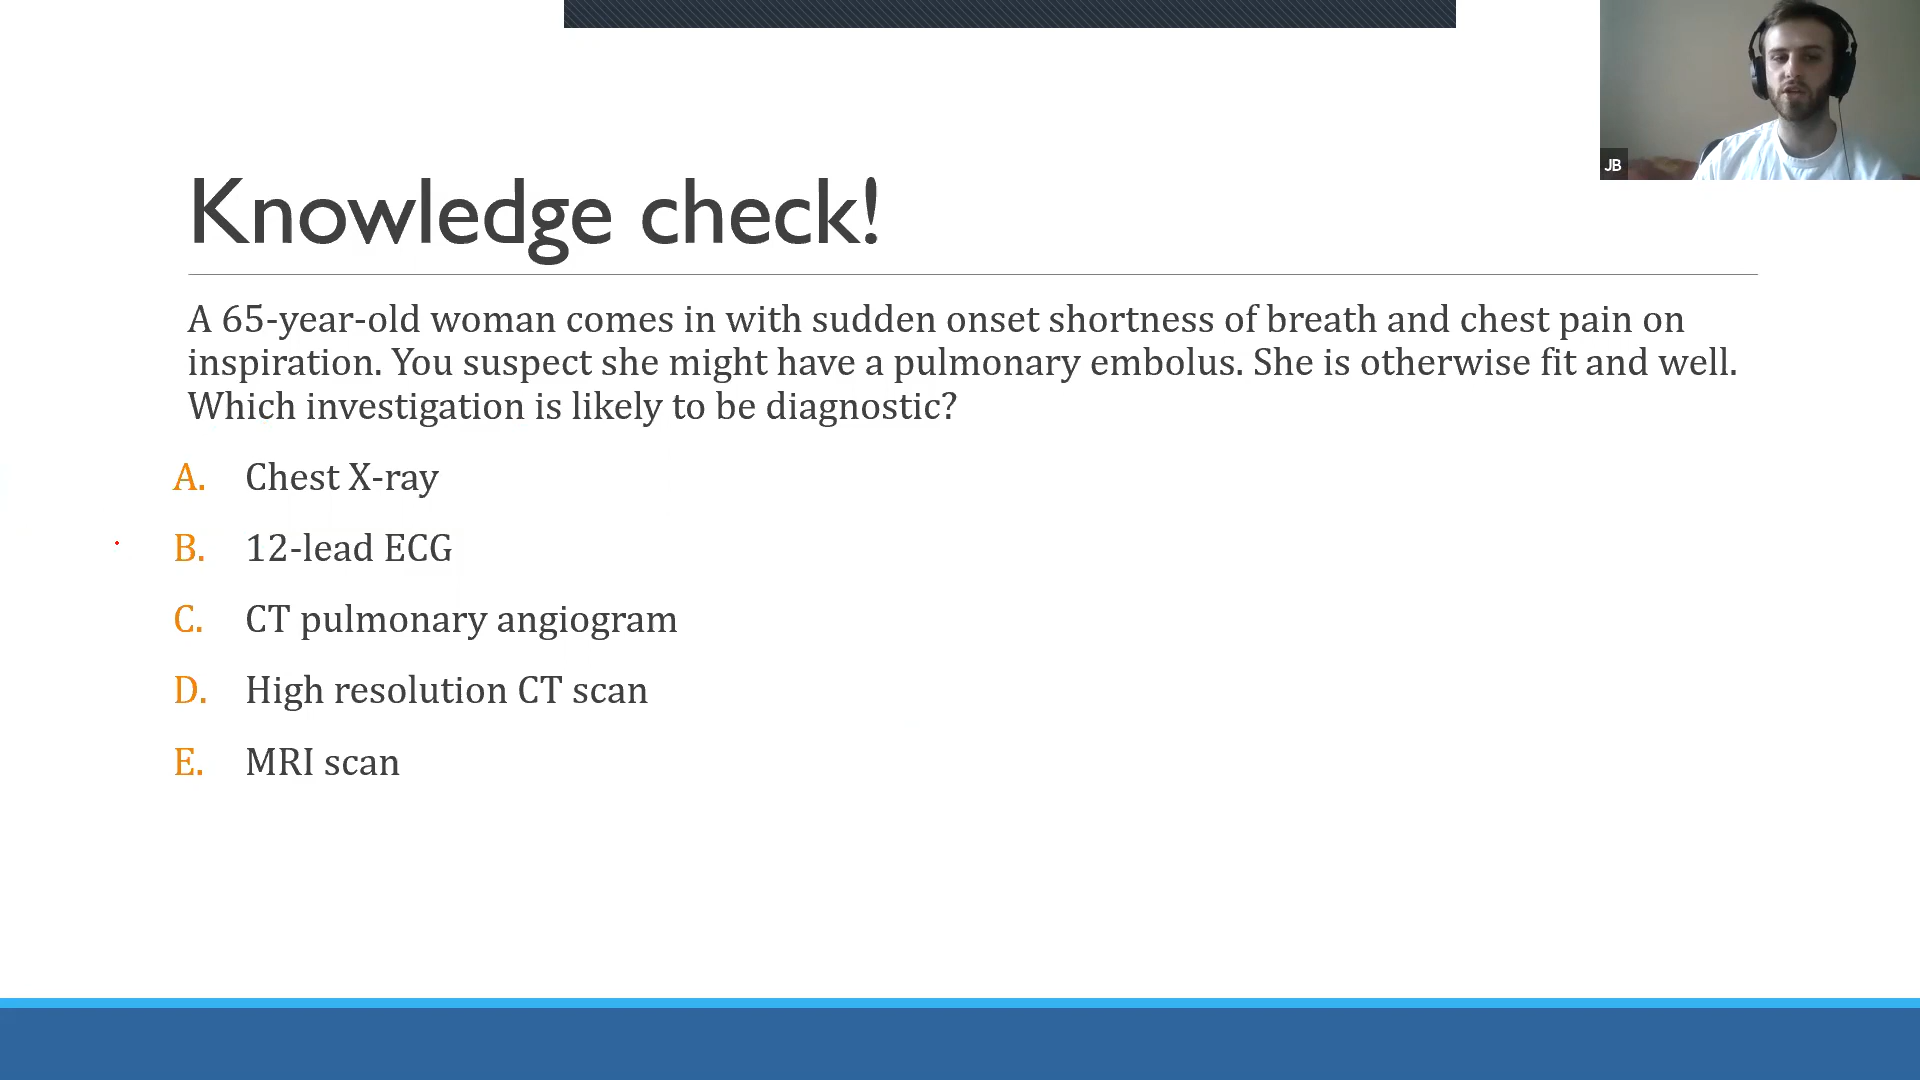 JB
Knowledge check!
A 65-year-old woman comes in with sudden onset shortness of breath and chest pain on
inspiration. You suspect she might have a pulmonary embolus. She is otherwise fit and well.
Which investigation is likely to be diagnostic?
A. Chest X-ray
B. 12-lead ECG
C. CT pulmonary angiogram
D. High resolution CT scan
E. MRI scan